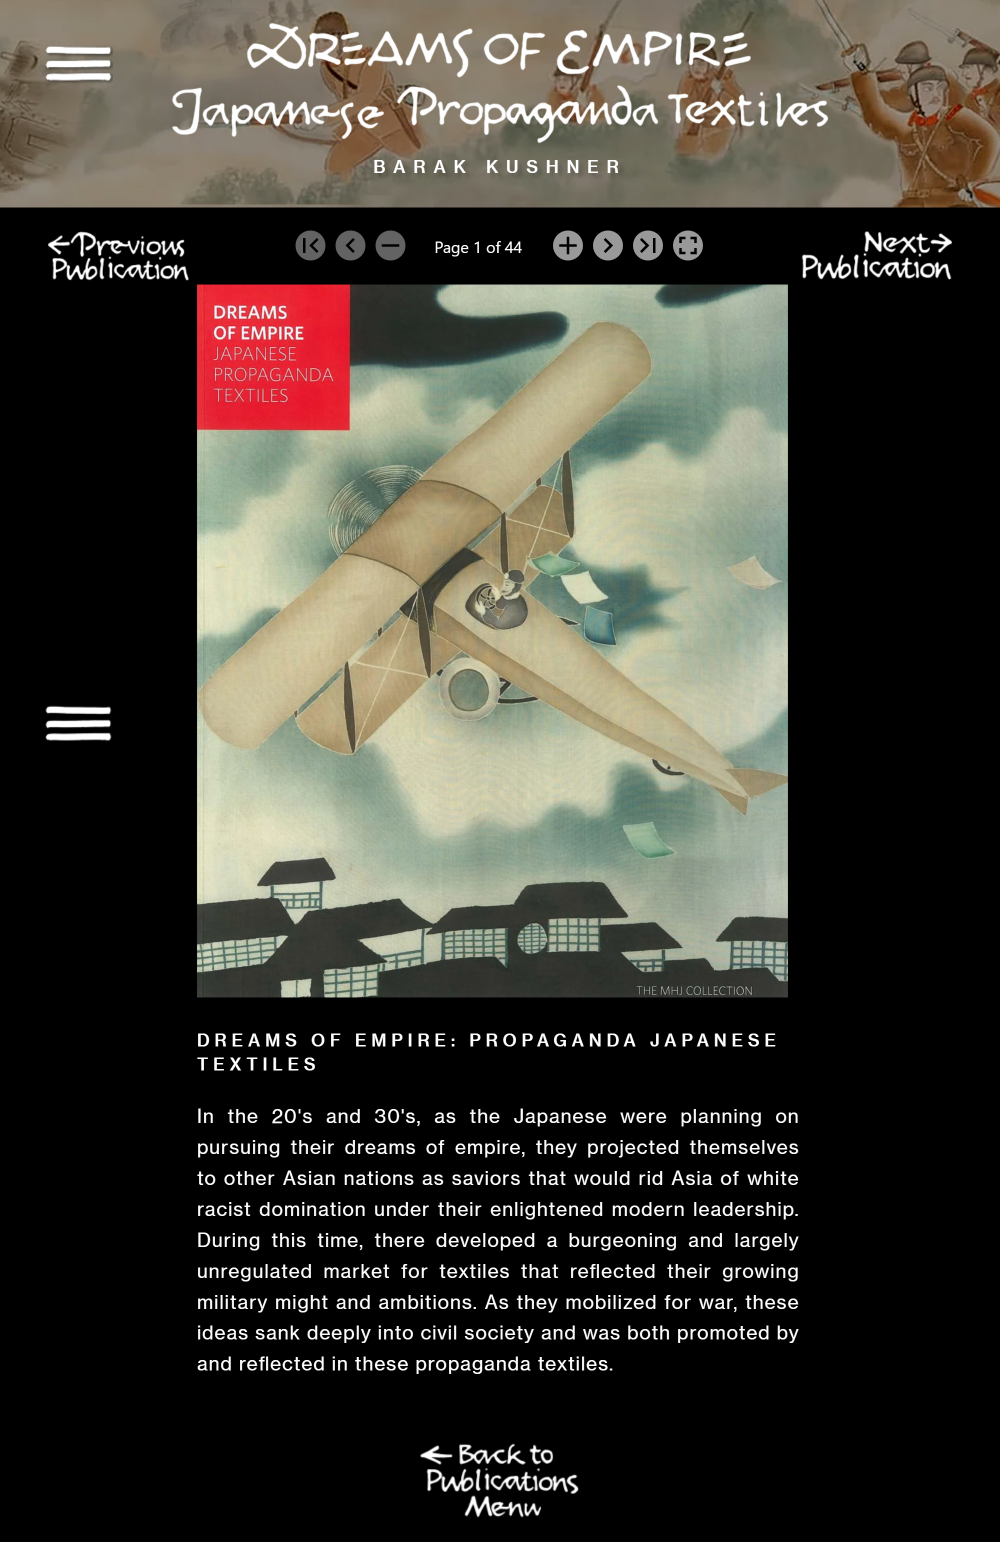 DREAMS OF EMPIRE
Japanese Propaganda Textiles
BARAK KUSHNER
←Previous
Publication
Page 1 of 44
Next→
Publication
DREAMS
OF EMPIRE
JAPANESE
PROPAGANDA
TEXTILES
THE MHJ COLLECTION
DREAMS OF EMPIRE: PROPAGANDA JAPANESE
TEXTILES
In the 20's and 30's, as the Japanese were planning on
pursuing their dreams of empire, they projected themselves
to other Asian nations as saviors that would rid Asia of white
racist domination under their enlightened modern leadership.
During this time, there developed a burgeoning and largely
unregulated market for textiles that reflected their growing
military might and ambitions. As they mobilized for war, these
ideas sank deeply into civil society and was both promoted by
and reflected in these propaganda textiles.
←Back to
Publications
Menu